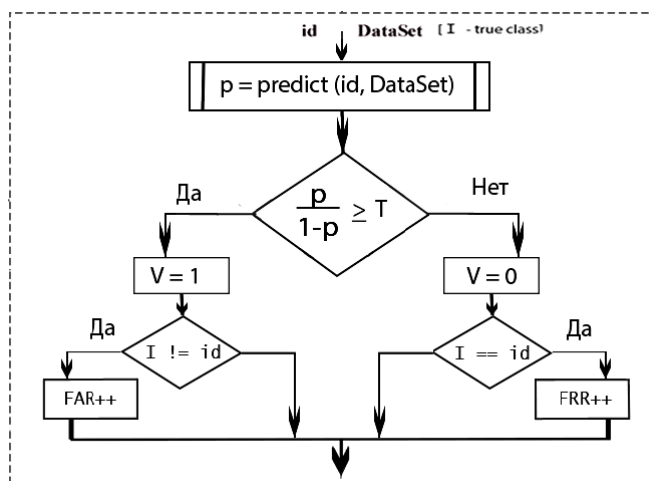 id DataSet [I - true class]
p = predict (id, DataSet)
Да
Нет
p
1-p
≥ T
V = 1
V = 0
Да
I != id
I == id
Да
FAR++
FRR++